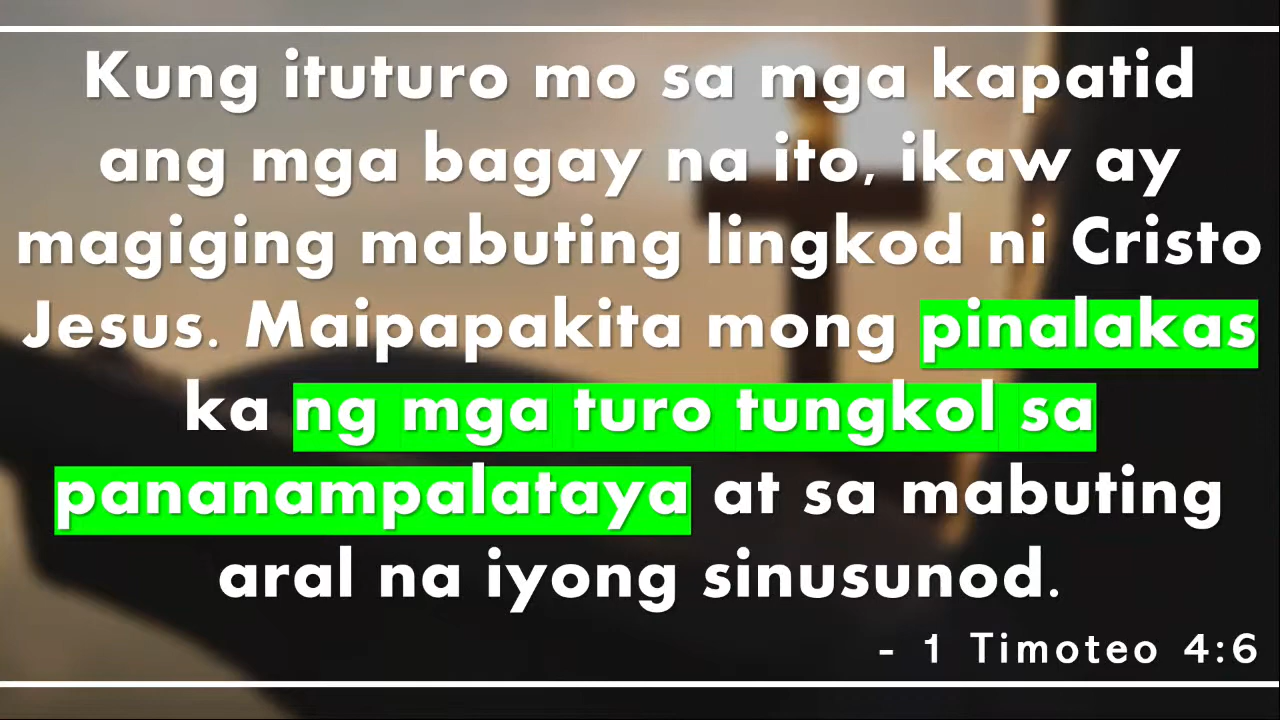 Kung ituturo mo sa mga kapatid
ang mga bagay na ito, ikaw ay
magiging mabuting lingkod ni Cristo
Jesus. Maipapakita mong pinalakas
ka ng mga turo tungkol sa
pananampalataya at sa mabuting
aral na iyong sinusunod.
- 1 Timoteo 4:6